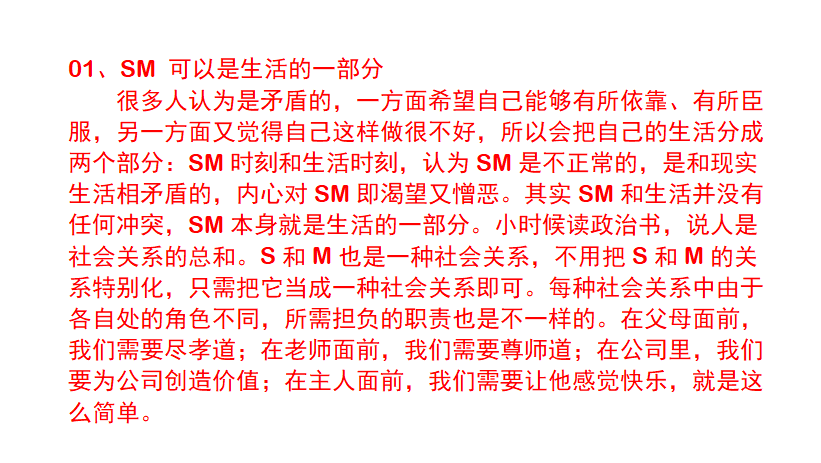 01、SM 可以是生活的一部分
很多人认为是矛盾的，一方面希望自己能够有所依靠、有所臣
服，另一方面又觉得自己这样做很不好，所以会把自己的生活分成
两个部分：SM 时刻和生活时刻，认为 SM 是不正常的，是和现实
生活相矛盾的，内心对 SM 即渴望又憎恶。其实 SM 和生活并没有
任何冲突，SM 本身就是生活的一部分。小时候读政治书，说人是
社会关系的总和。S 和 M 也是一种社会关系，不用把 S 和 M 的关
系特别化，只需把它当成一种社会关系即可。每种社会关系中由于
各自处的角色不同，所需担负的职责也是不一样的。在父母面前，
我们需要尽孝道；在老师面前，我们需要尊师道；在公司里，我们
要为公司创造价值；在主人面前，我们需要让他感觉快乐，就是这
么简单。